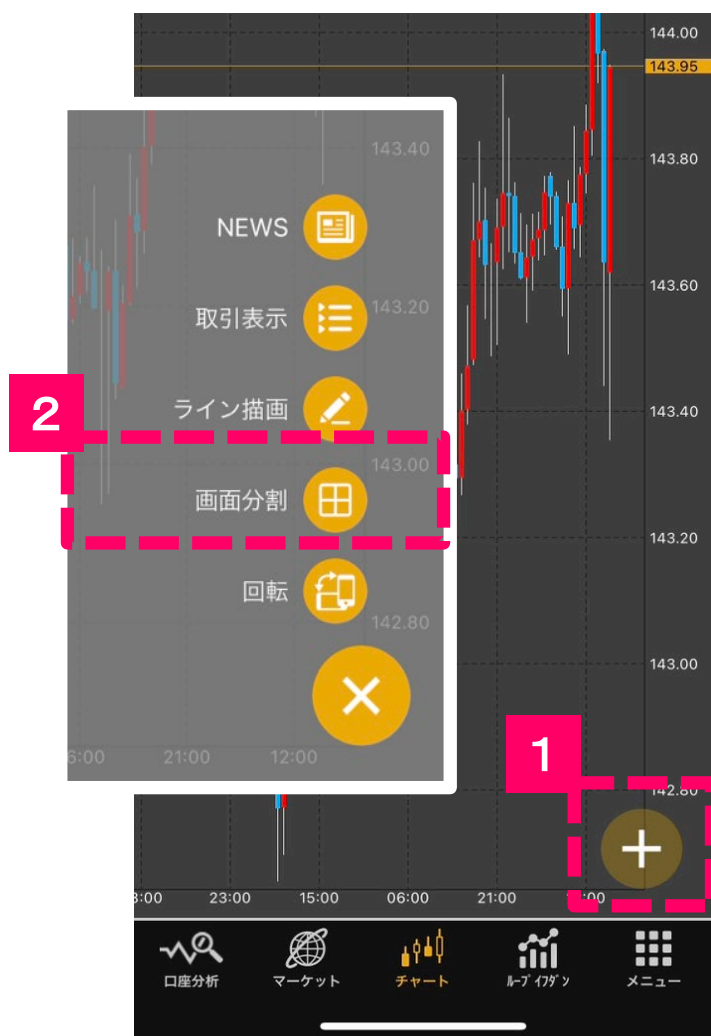 144.00
143.95
143.80
143.60
143.40
143.20
143.00
142.80
143.40
NEWS
取引表示
143.20
2
ライン描画
143.00
画面分割
回転
142.80
6:00
21:00
12:00
1
3:00
23:00
15:00
06:00
21:00
:00
口座分析
マーケット
チャート
ループイフダン
メニュー